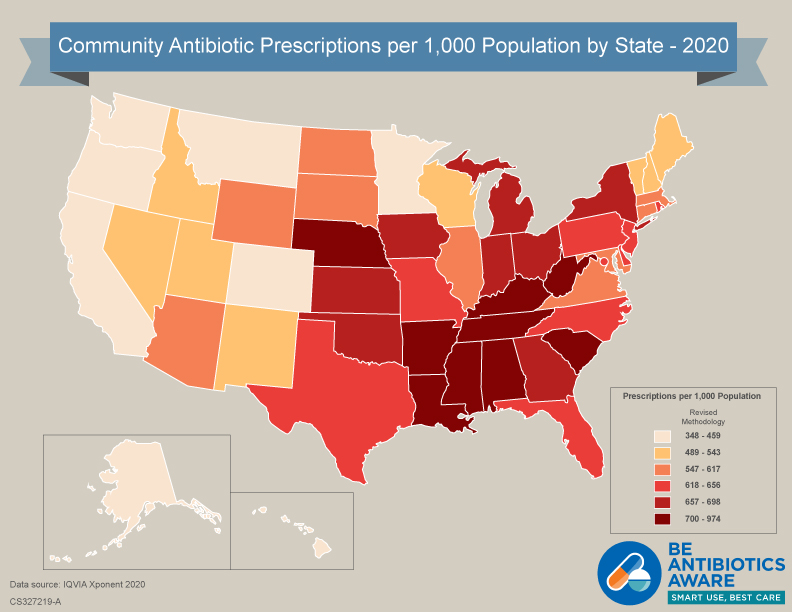 Community Antibiotic Prescriptions per 1,000 Population by State - 2020
Prescriptions per 1,000 Population
Revised
Methodology
348 - 459
489 - 543
547 - 617
618 - 656
657 - 698
700 - 974
Data source: IQVIA Xponent 2020
CS327219-A
BE
ANTIBIOTICS
AWARE
SMART USE, BEST CARE